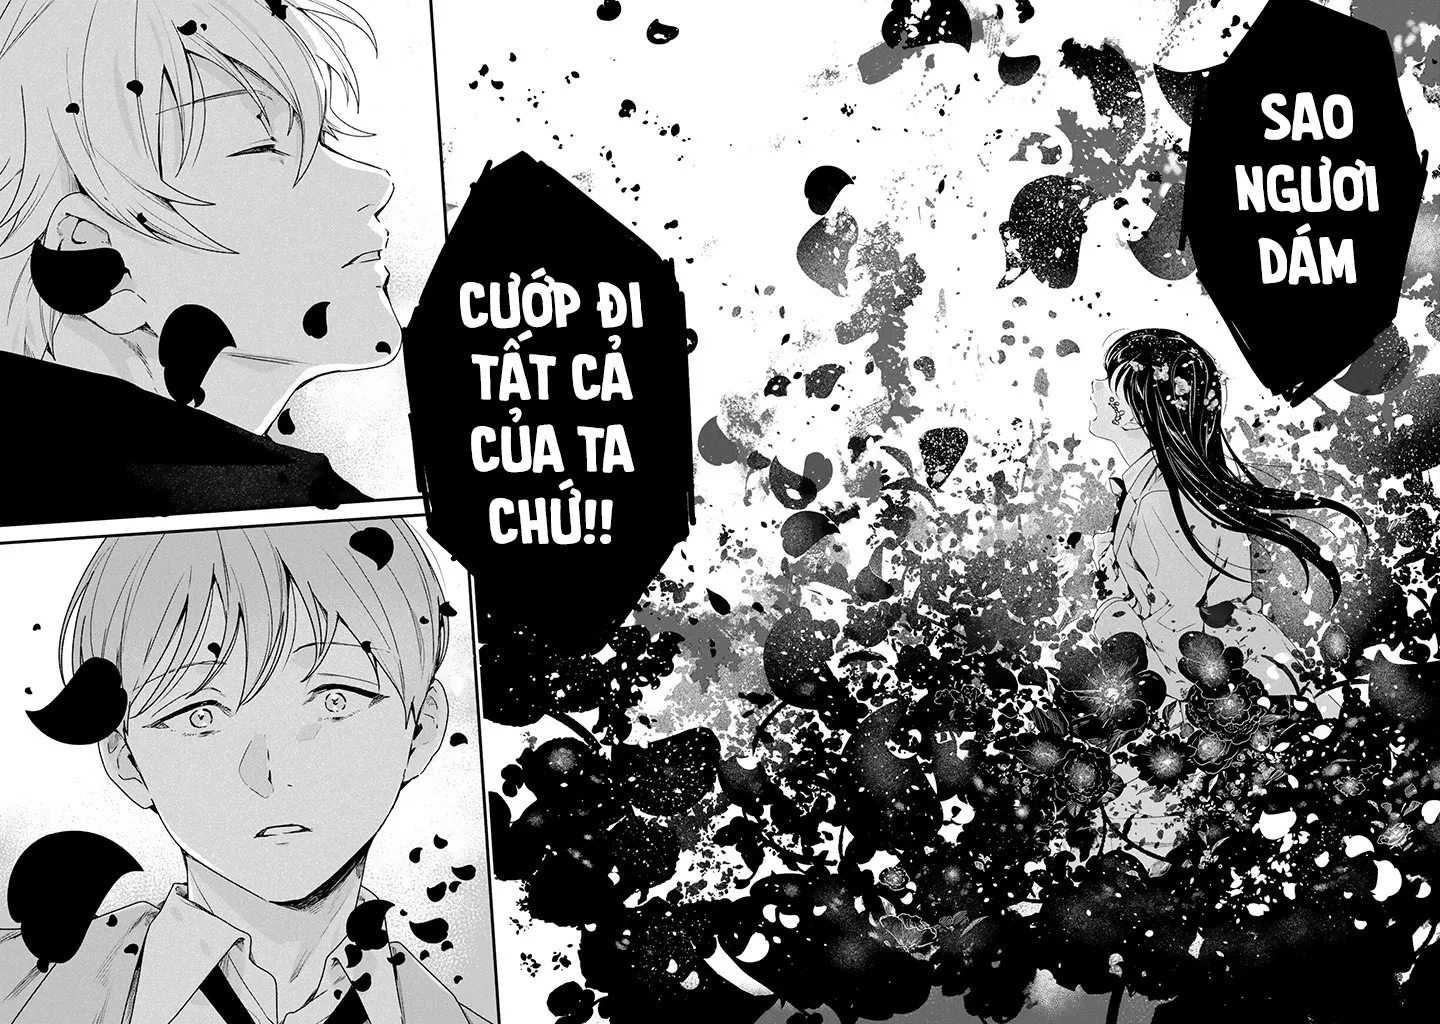 SAO
NGƯƠI
DÁM
CƯỚP ĐI
TẤT CẢ
CỦA TA
CHỨ!!